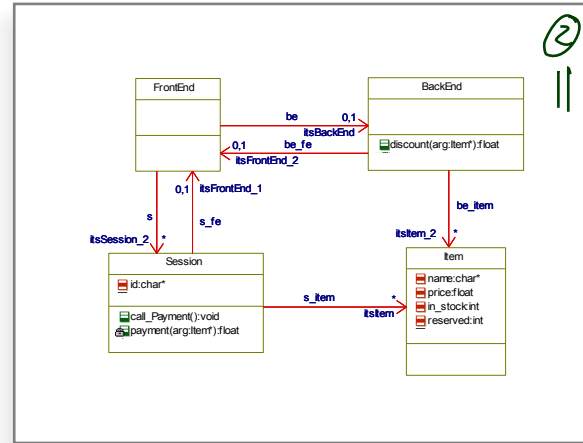 2
FrontEnd
BackEnd
be
0,1
itsBackEnd
discount(arg:Item*):float
0,1
be_fe
itsFrontEnd_2
0,1
itsFrontEnd_1
s
s_fe
be_item
itsSession_2
*
itsItem_2
*
Session
Item
id:char*
name:char*
price:float
in_stock:int
reserved:int
s_item
*
itsItem
call_Payment():void
payment(arg:Item*):float